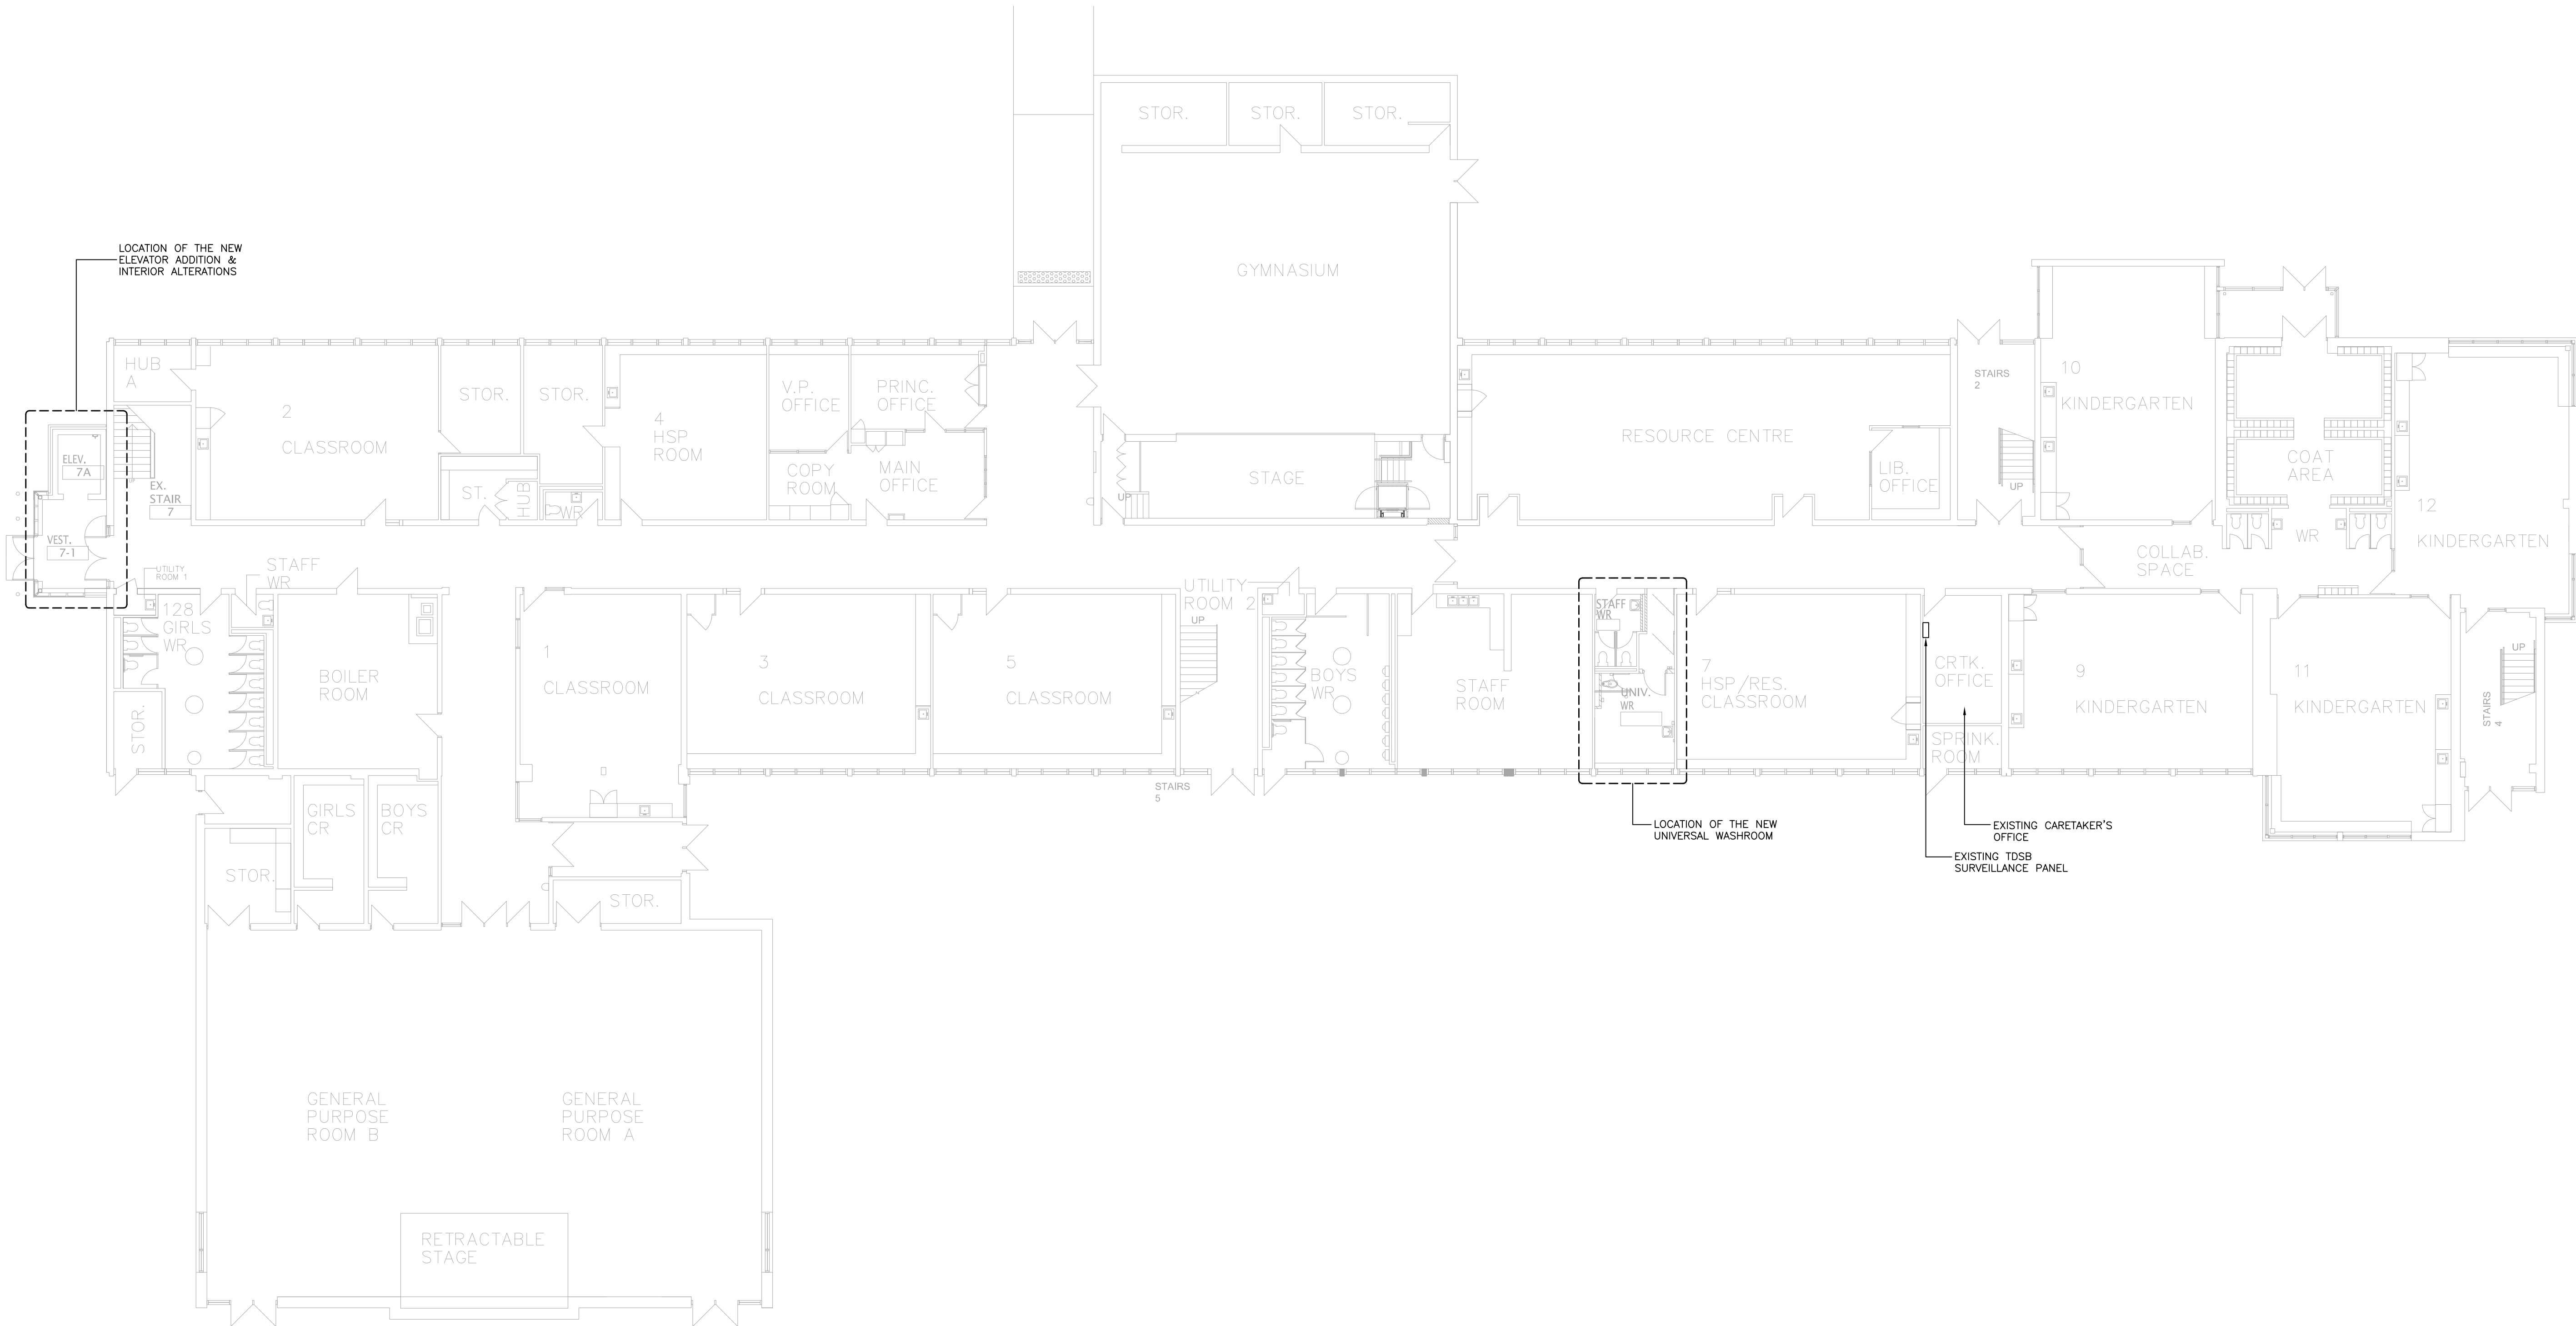 STOR.
STOR.
STOR.
LOCATION OF THE NEW
ELEVATOR ADDITION &
INTERIOR ALTERATIONS
GYMNASIUM
HUB
A
2
CLASSROOM
STOR.
STOR.
4
HSP
ROOM
V.P.
OFFICE
PRINC.
OFFICE
COPY
ROOM
MAIN
OFFICE
ST.
HUB
WR
ELEV.
7A
EX.
STAIR
7
VEST.
7-1
UP
STAGE
RESOURCE CENTRE
LIB.
OFFICE
STAIRS
2
UP
10
KINDERGARTEN
COAT
AREA
WR
12
KINDERGARTEN
COLLAB.
SPACE
UTILITY
ROOM 1
STAFF
WR
128
GIRLS
WR
STOR.
BOILER
ROOM
1
CLASSROOM
3
CLASSROOM
5
CLASSROOM
UTILITY
ROOM 2
UP
BOYS
WR
STAFF
ROOM
STAFF
WR
UNIV.
WR
7
HSP/RES.
CLASSROOM
CRTK.
OFFICE
SPRINK.
ROOM
9
KINDERGARTEN
11
KINDERGARTEN
UP
STAIRS
4
STAIRS
5
GIRLS
CR
BOYS
CR
STOR.
STOR.
LOCATION OF THE NEW
UNIVERSAL WASHROOM
EXISTING CARETAKER'S
OFFICE
EXISTING TDSB
SURVEILLANCE PANEL
GENERAL
PURPOSE
ROOM B
GENERAL
PURPOSE
ROOM A
RETRACTABLE
STAGE